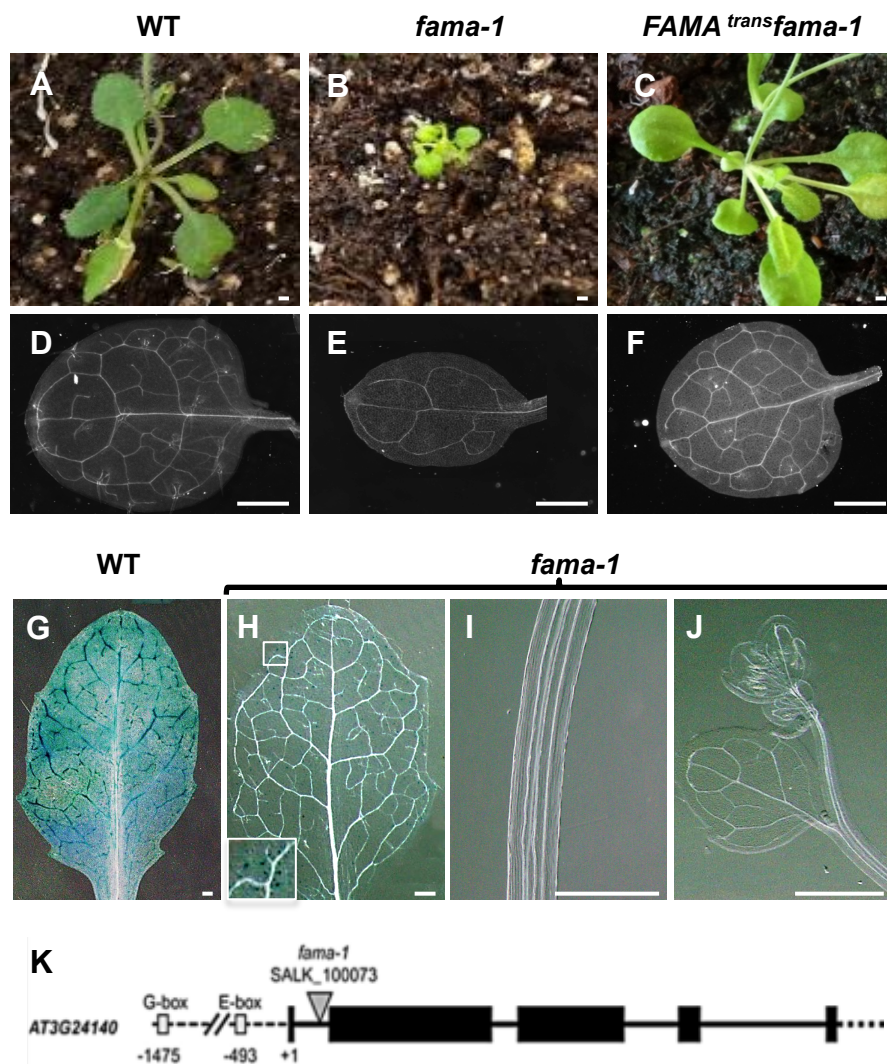 WT fama-1 FAMA trans fama-1
A B C
D E F
WT fama-1
G H I J
K
fama-1
SALK_100073
G-box E-box
AT3G24140
-1475 -493 +1